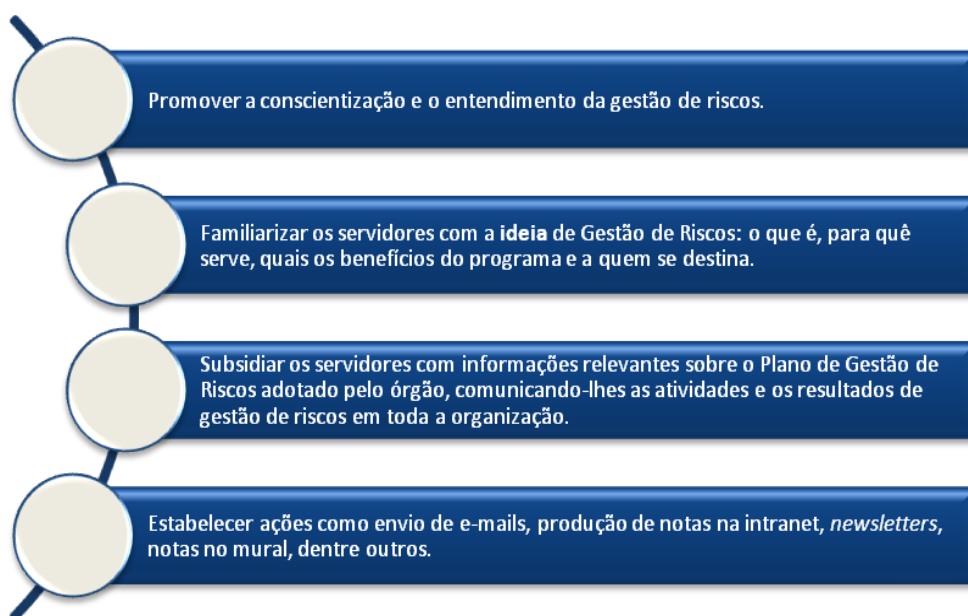 Promover a conscientização e o entendimento da gestão de riscos.
Familiarizar os servidores com a ideia de Gestão de Riscos: o que é, para quê
serve, quais os benefícios do programa e a quem se destina.
Subsidiar os servidores com informações relevantes sobre o Plano de Gestão de
Riscos adotado pelo órgão, comunicando-lhes as atividades e os resultados de
gestão de riscos em toda a organização.
Estabelecer ações como envio de e-mails, produção de notas na intranet, newsletters,
notas no mural, dentre outros.